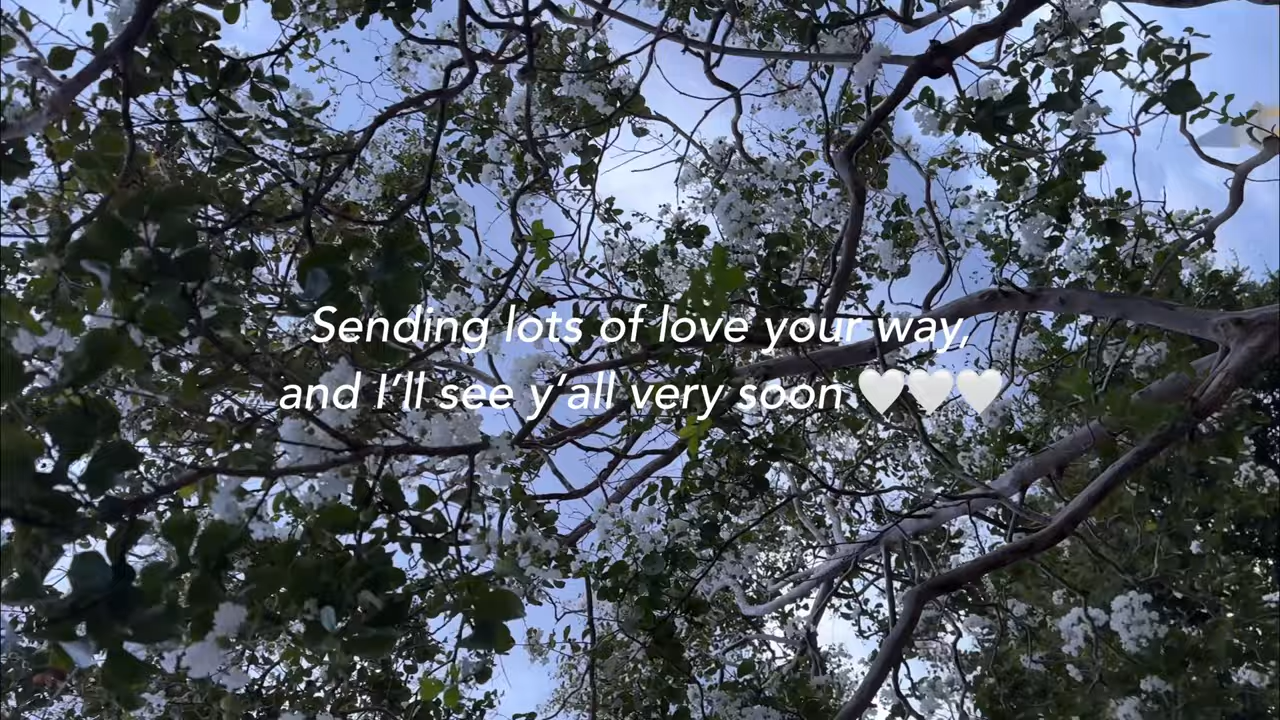 Sending lots of love your way,
and I'll see y'all very soon 🤍🤍🤍